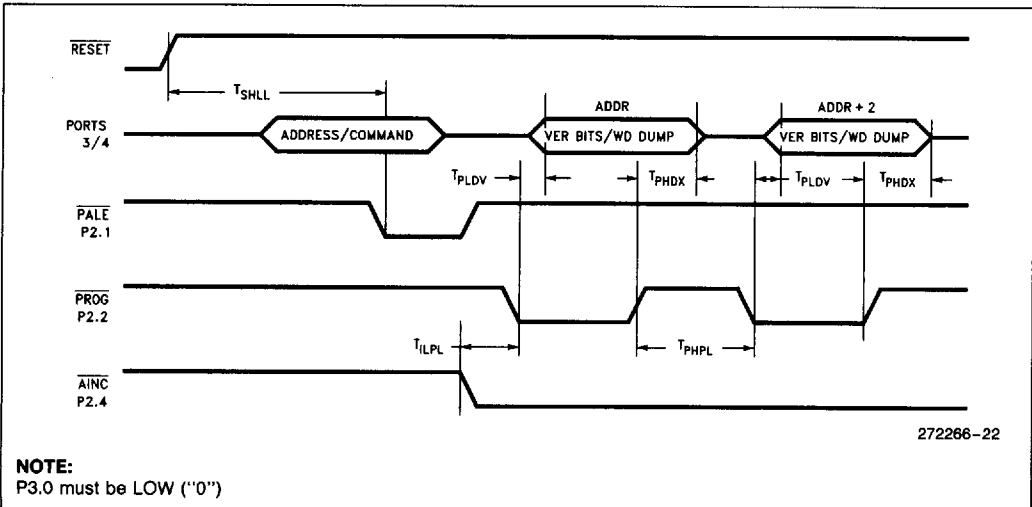 RESET
T_SHLL
PORTS 3/4
ADDRESS/COMMAND
ADDR
VER BITS/WD DUMP
ADDR + 2
VER BITS/WD DUMP
T_PLDV
T_PHDX
T_PLDV
T_PHDX
PALE
P2.1
PROG
P2.2
T_ILPL
T_PHPL
AINC
P2.4
272266-22
NOTE:
P3.0 must be LOW ("0")